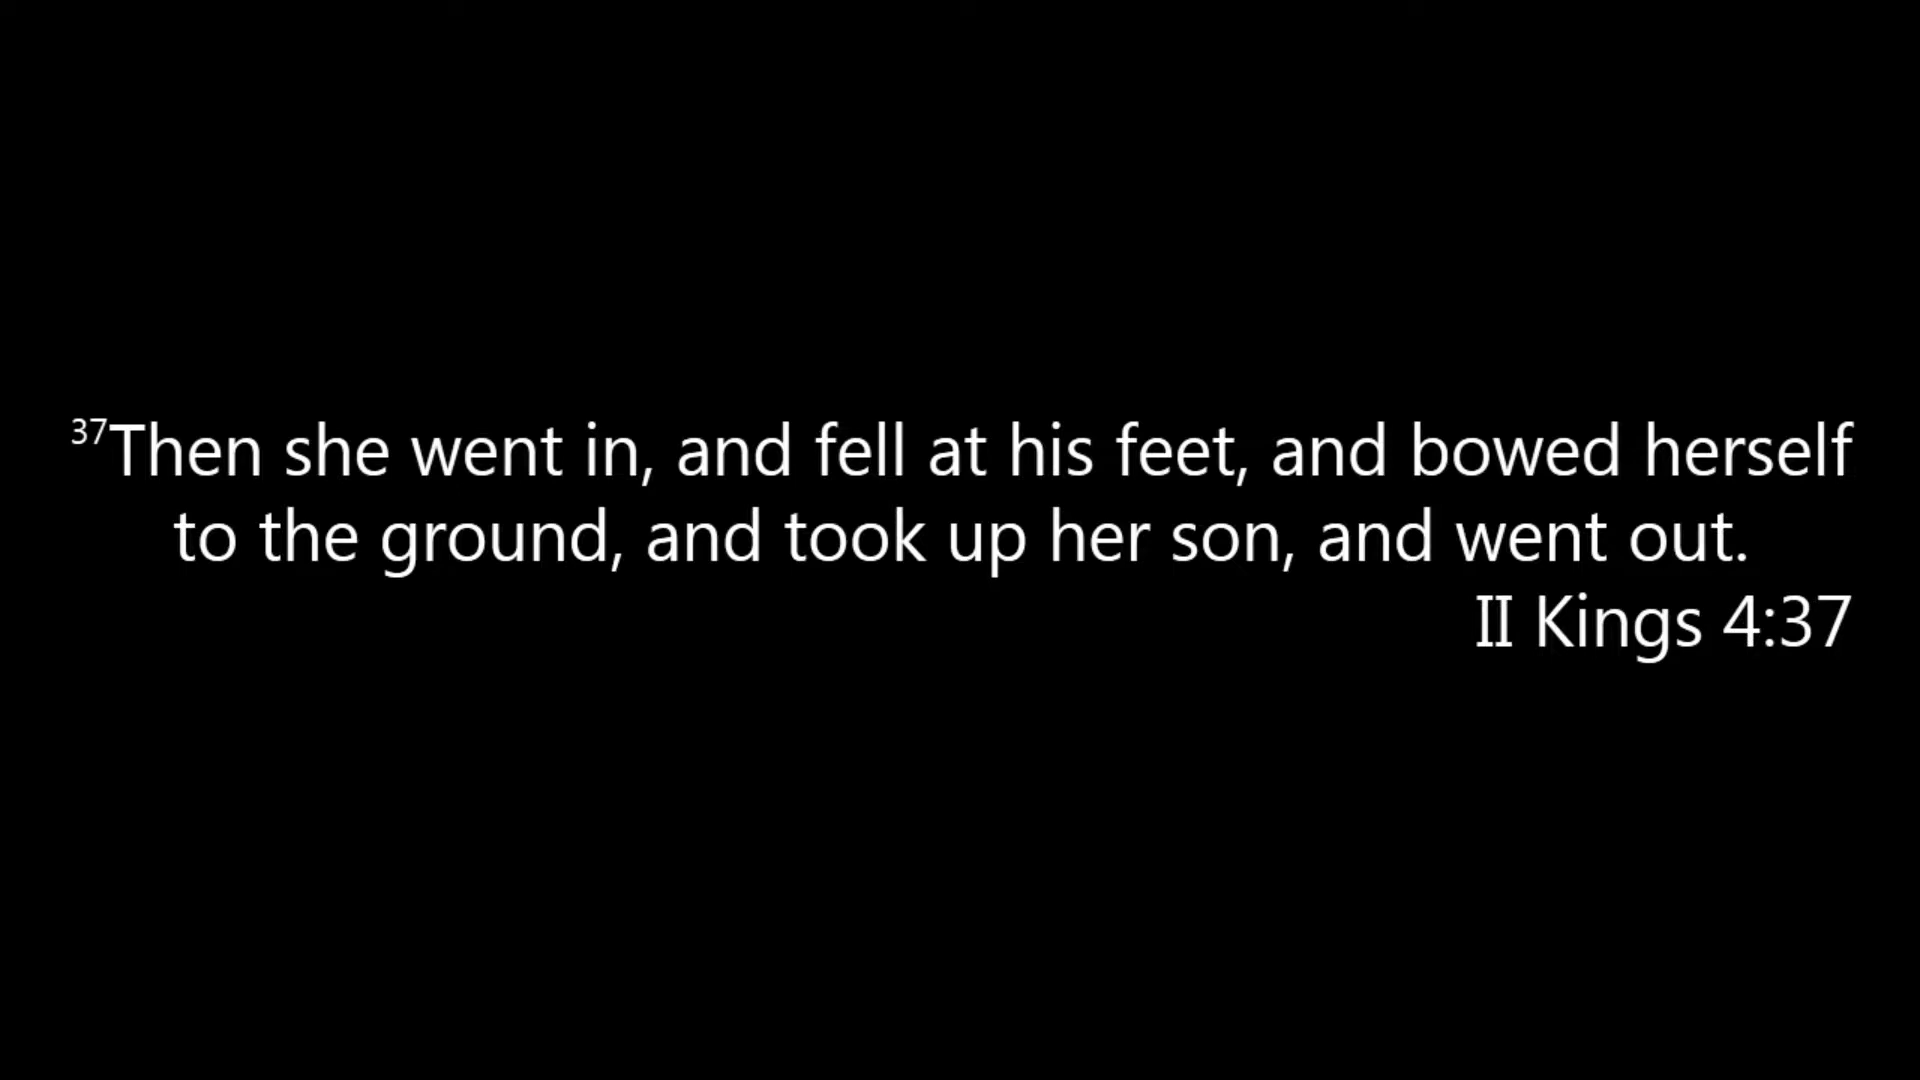 37Then she went in, and fell at his feet, and bowed herself
to the ground, and took up her son, and went out.
II Kings 4:37